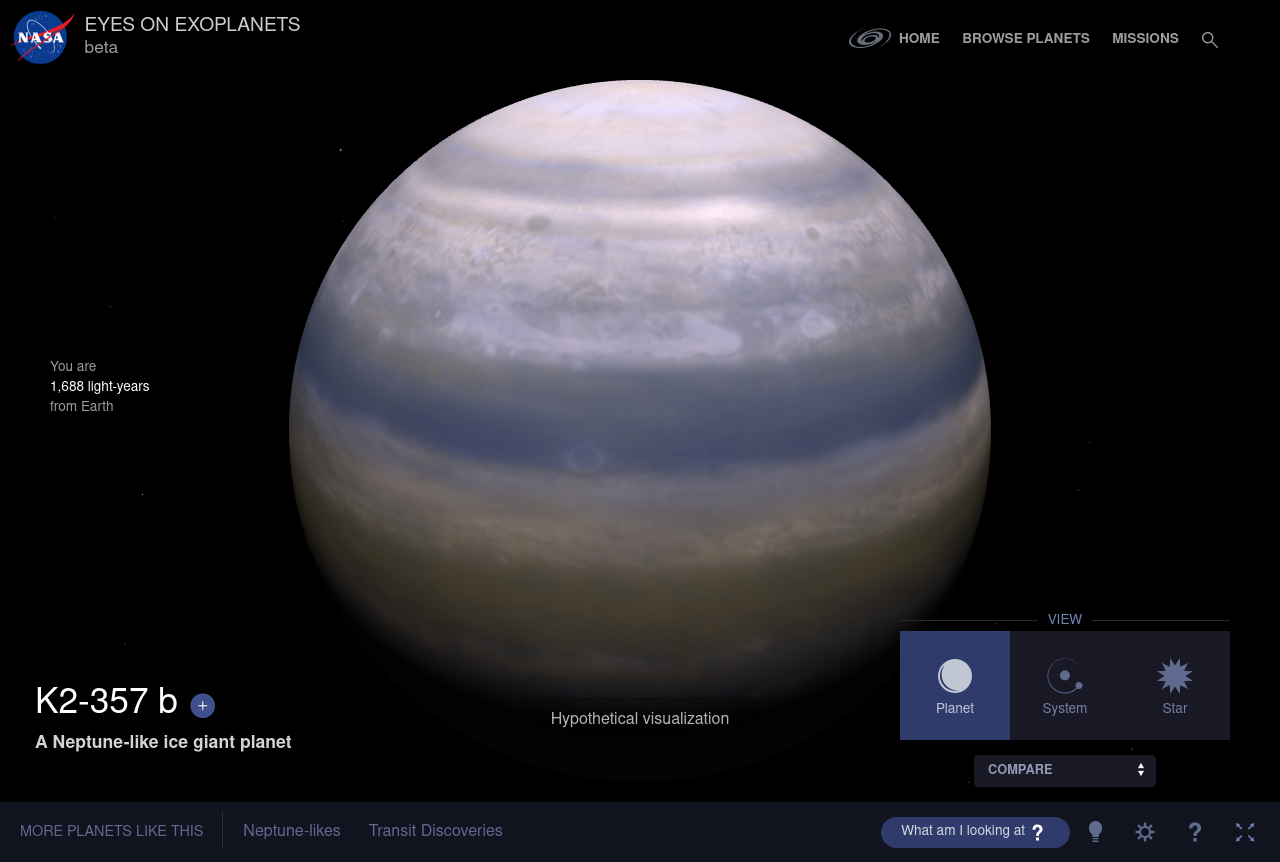 NASA
EYES ON EXOPLANETS
beta
HOME
BROWSE PLANETS
MISSIONS
You are
1,688 light-years
from Earth
VIEW
Planet
System
Star
K2-357 b +
A Neptune-like ice giant planet
Hypothetical visualization
COMPARE
MORE PLANETS LIKE THIS
Neptune-likes
Transit Discoveries
What am I looking at ?
?